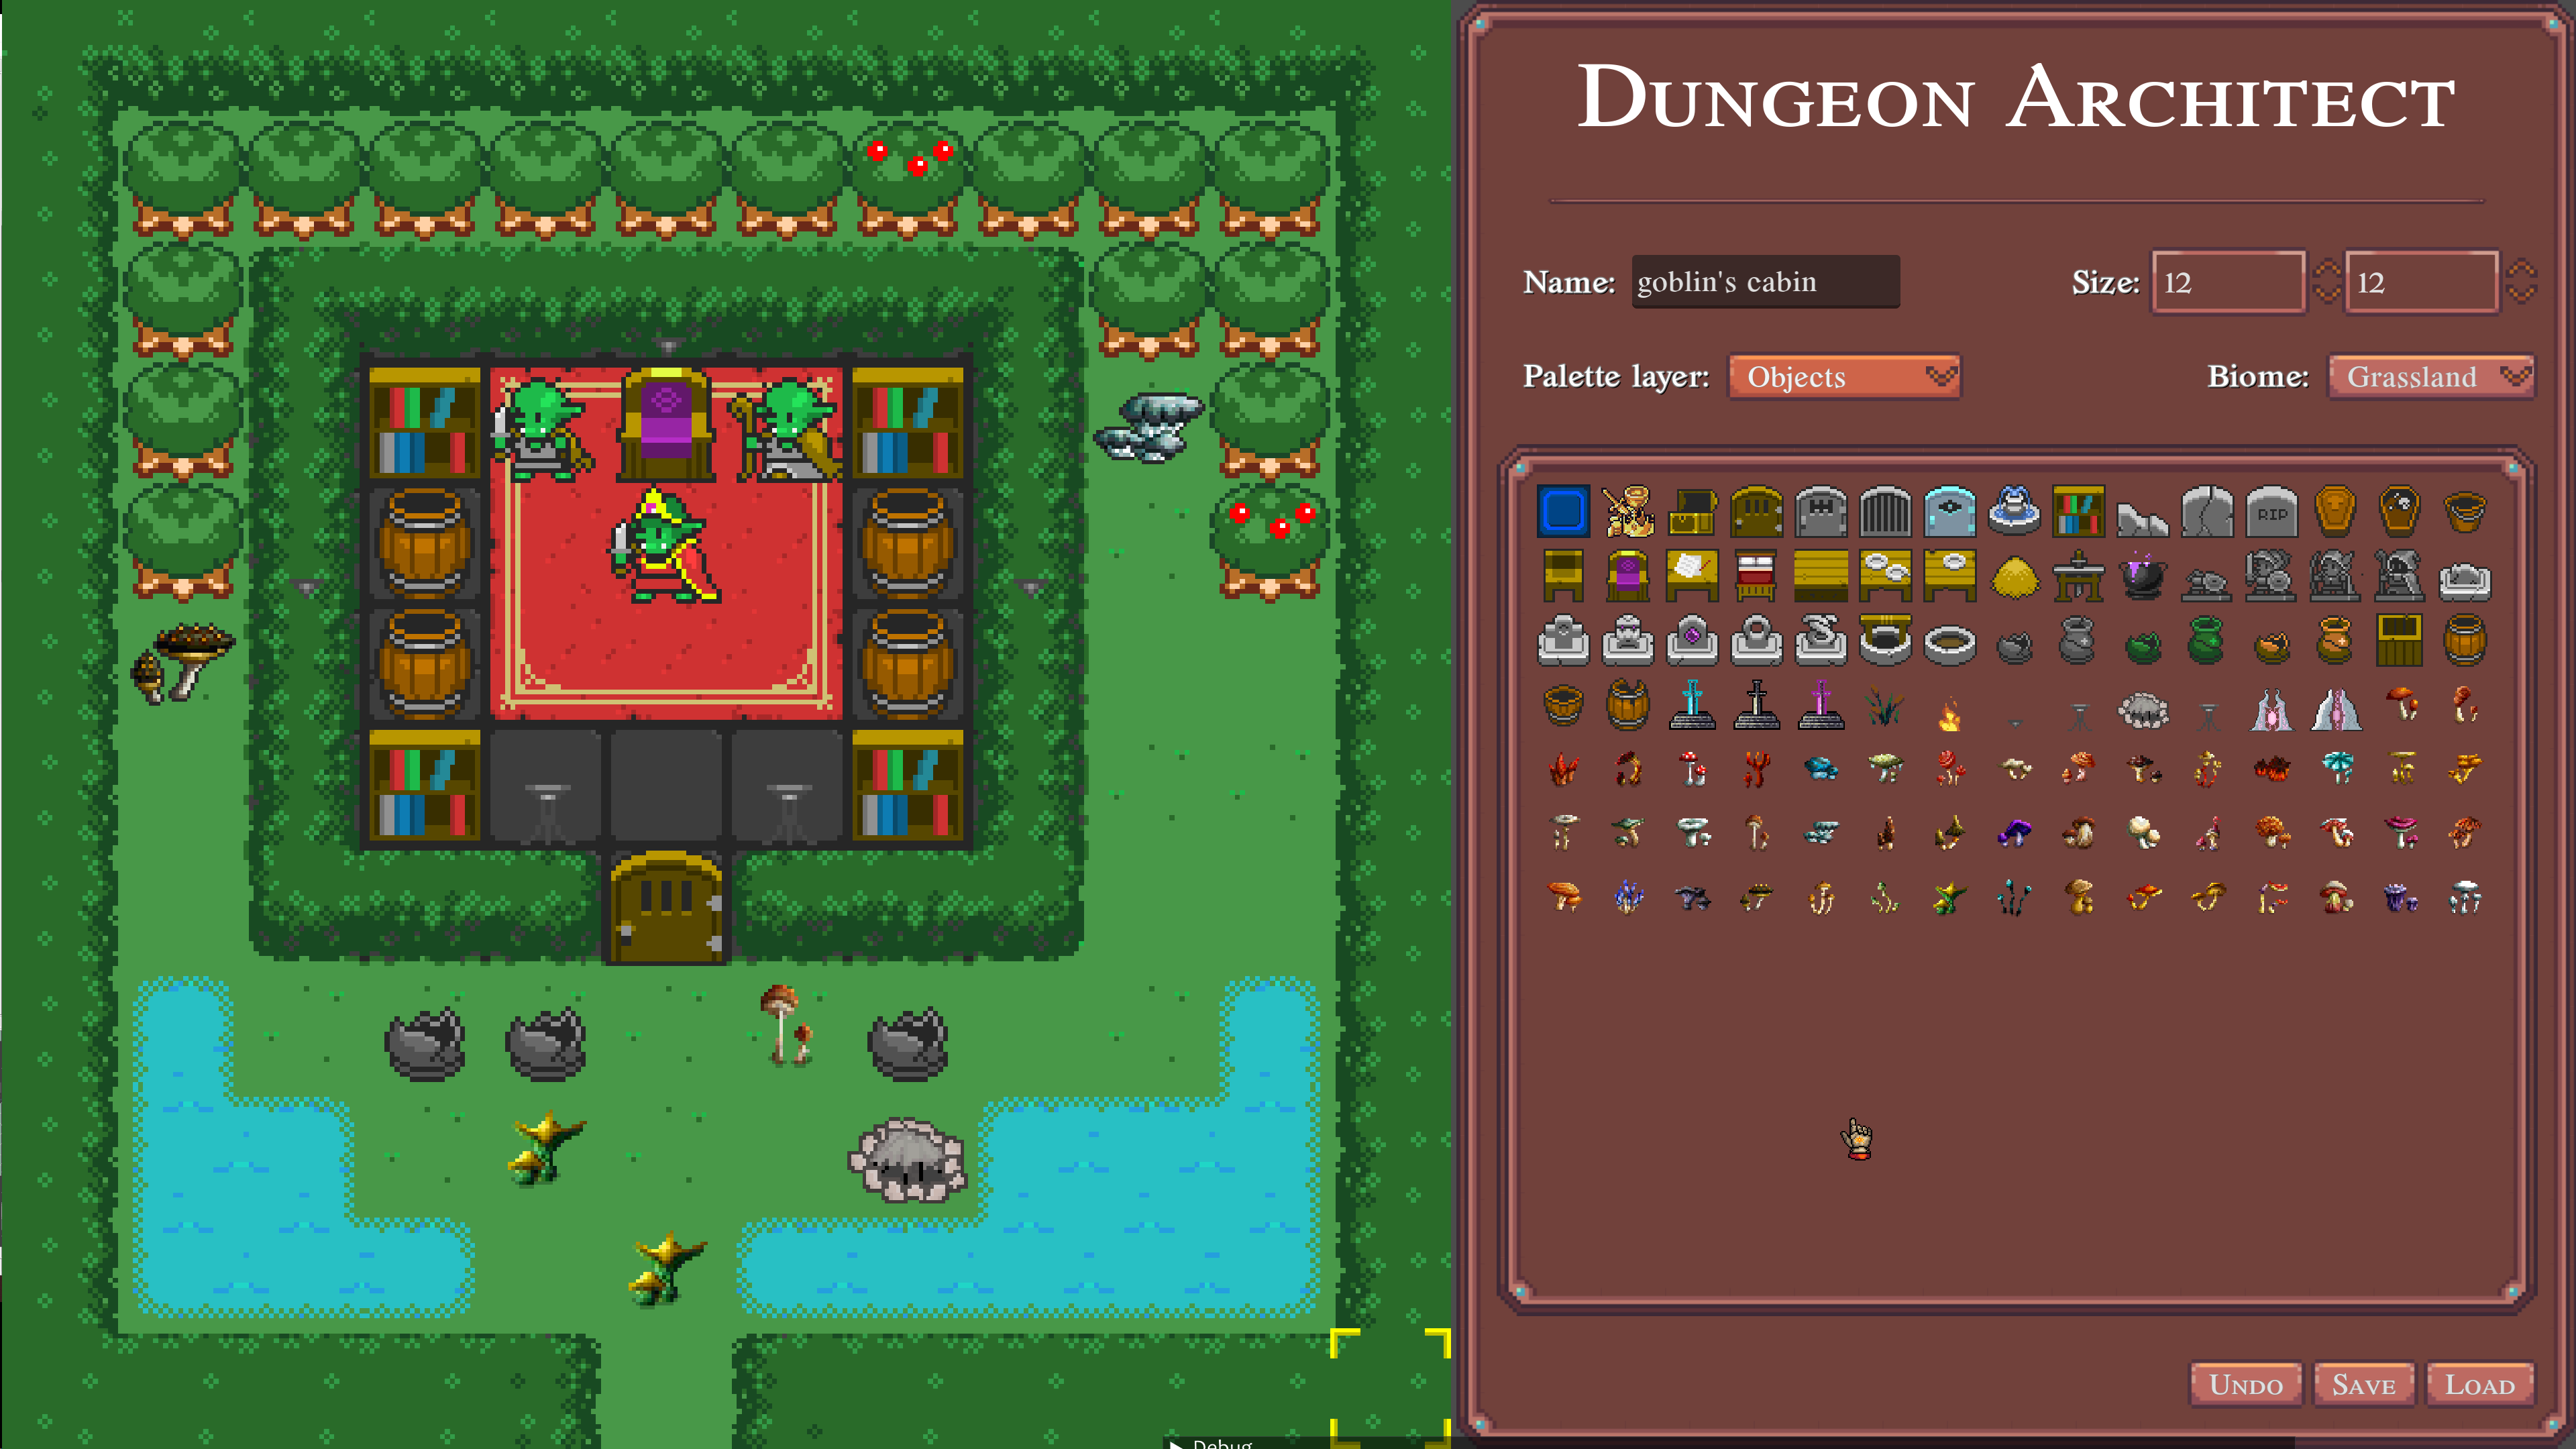 DUNGEON ARCHITECT
Name: goblin's cabin Size: 12 12
Palette layer: Objects Biome: Grassland
RIP
UNDO SAVE LOAD
Debug